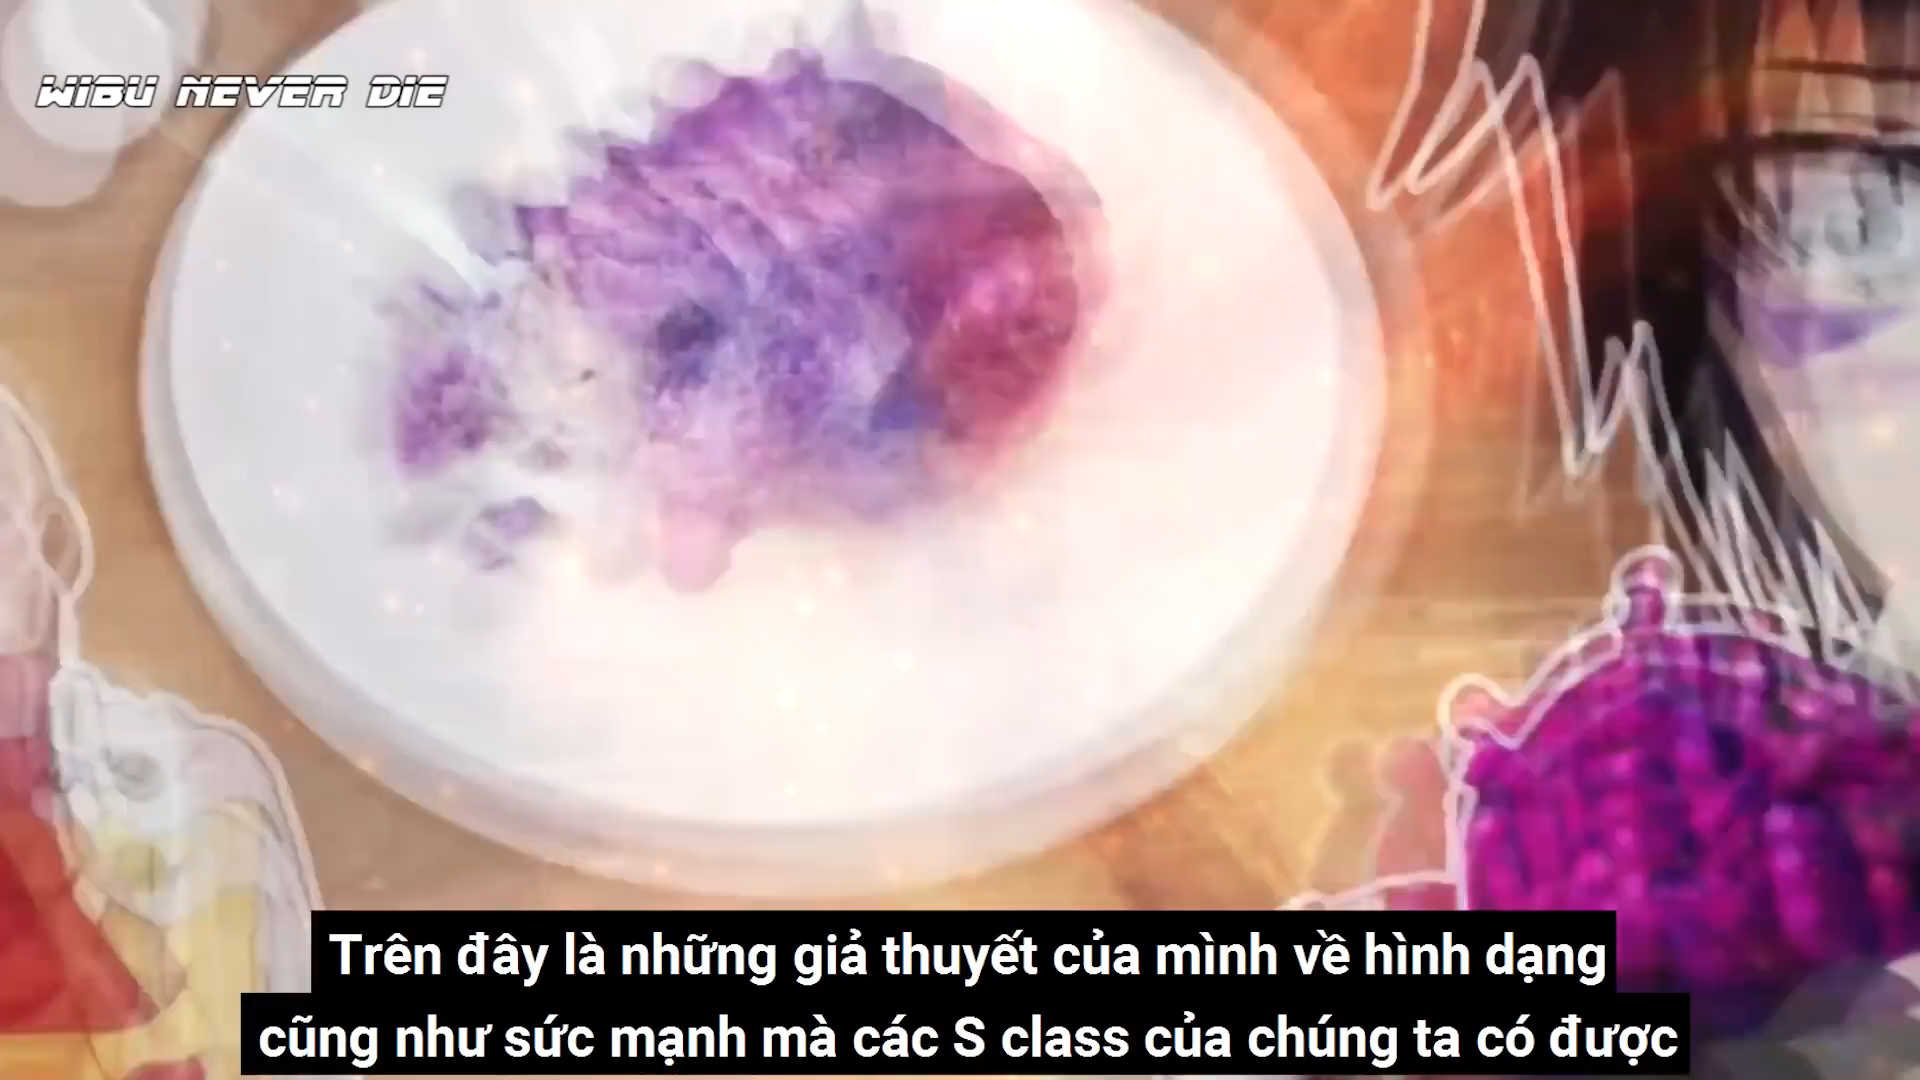 WIBU NEVER DIE
Trên đây là những giả thuyết của mình về hình dạng
cũng như sức mạnh mà các S class của chúng ta có được